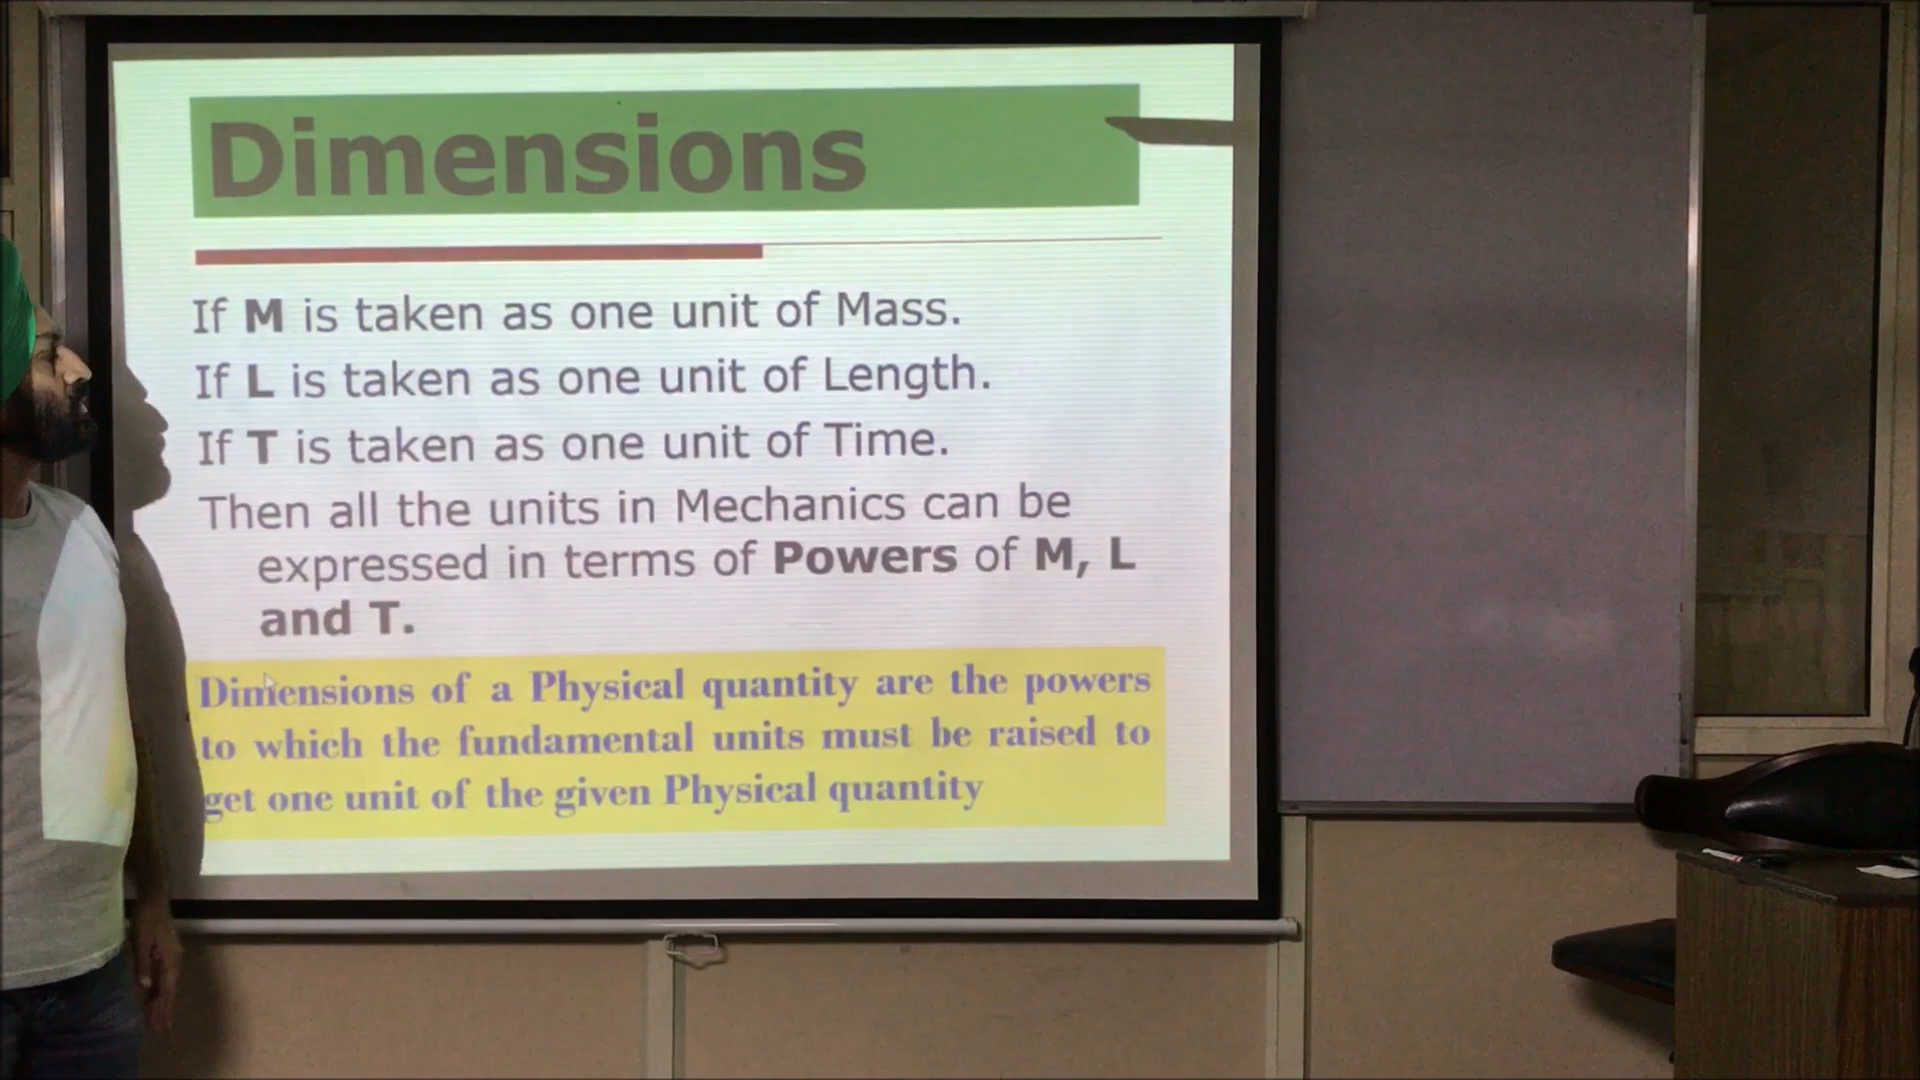 Dimensions
If M is taken as one unit of Mass.
If L is taken as one unit of Length.
If T is taken as one unit of Time.
Then all the units in Mechanics can be
expressed in terms of Powers of M, L
and T.
Dimensions of a Physical quantity are the powers
to which the fundamental units must be raised to
get one unit of the given Physical quantity